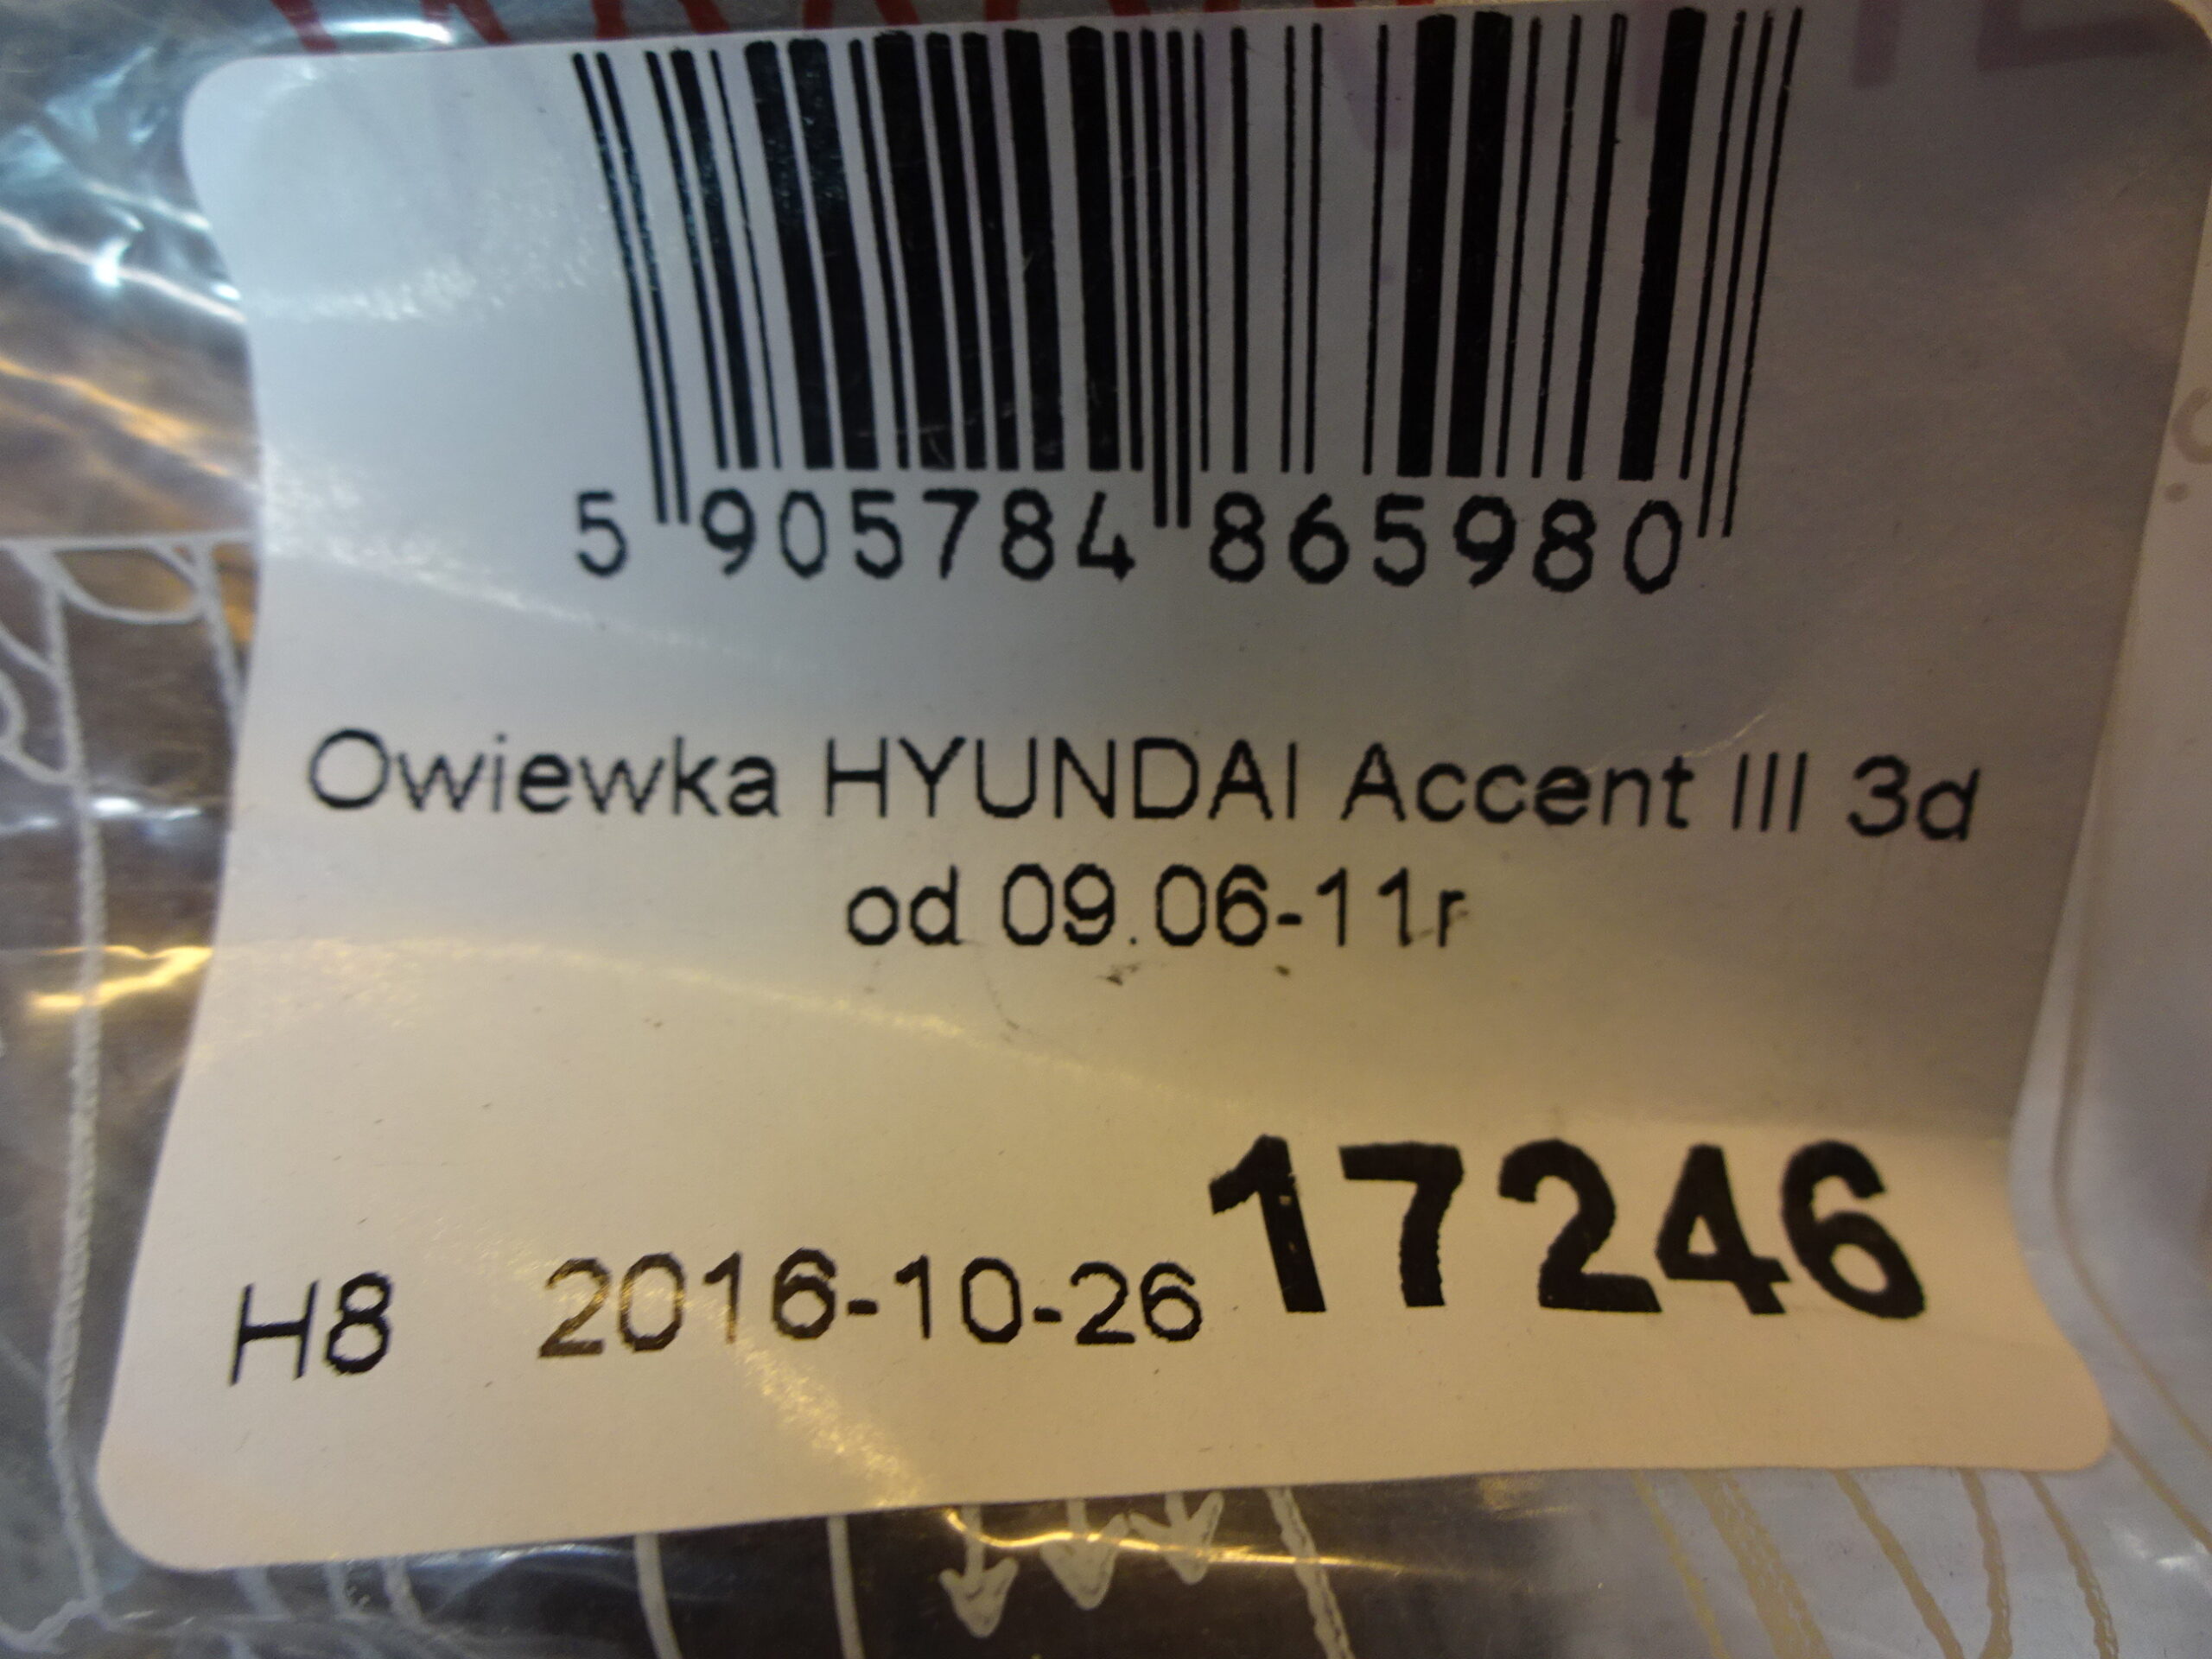 5 905784 865980
Owiewka HYUNDAI Accent III 3d
od 09.06-11r
H8 2016-10-26 17246